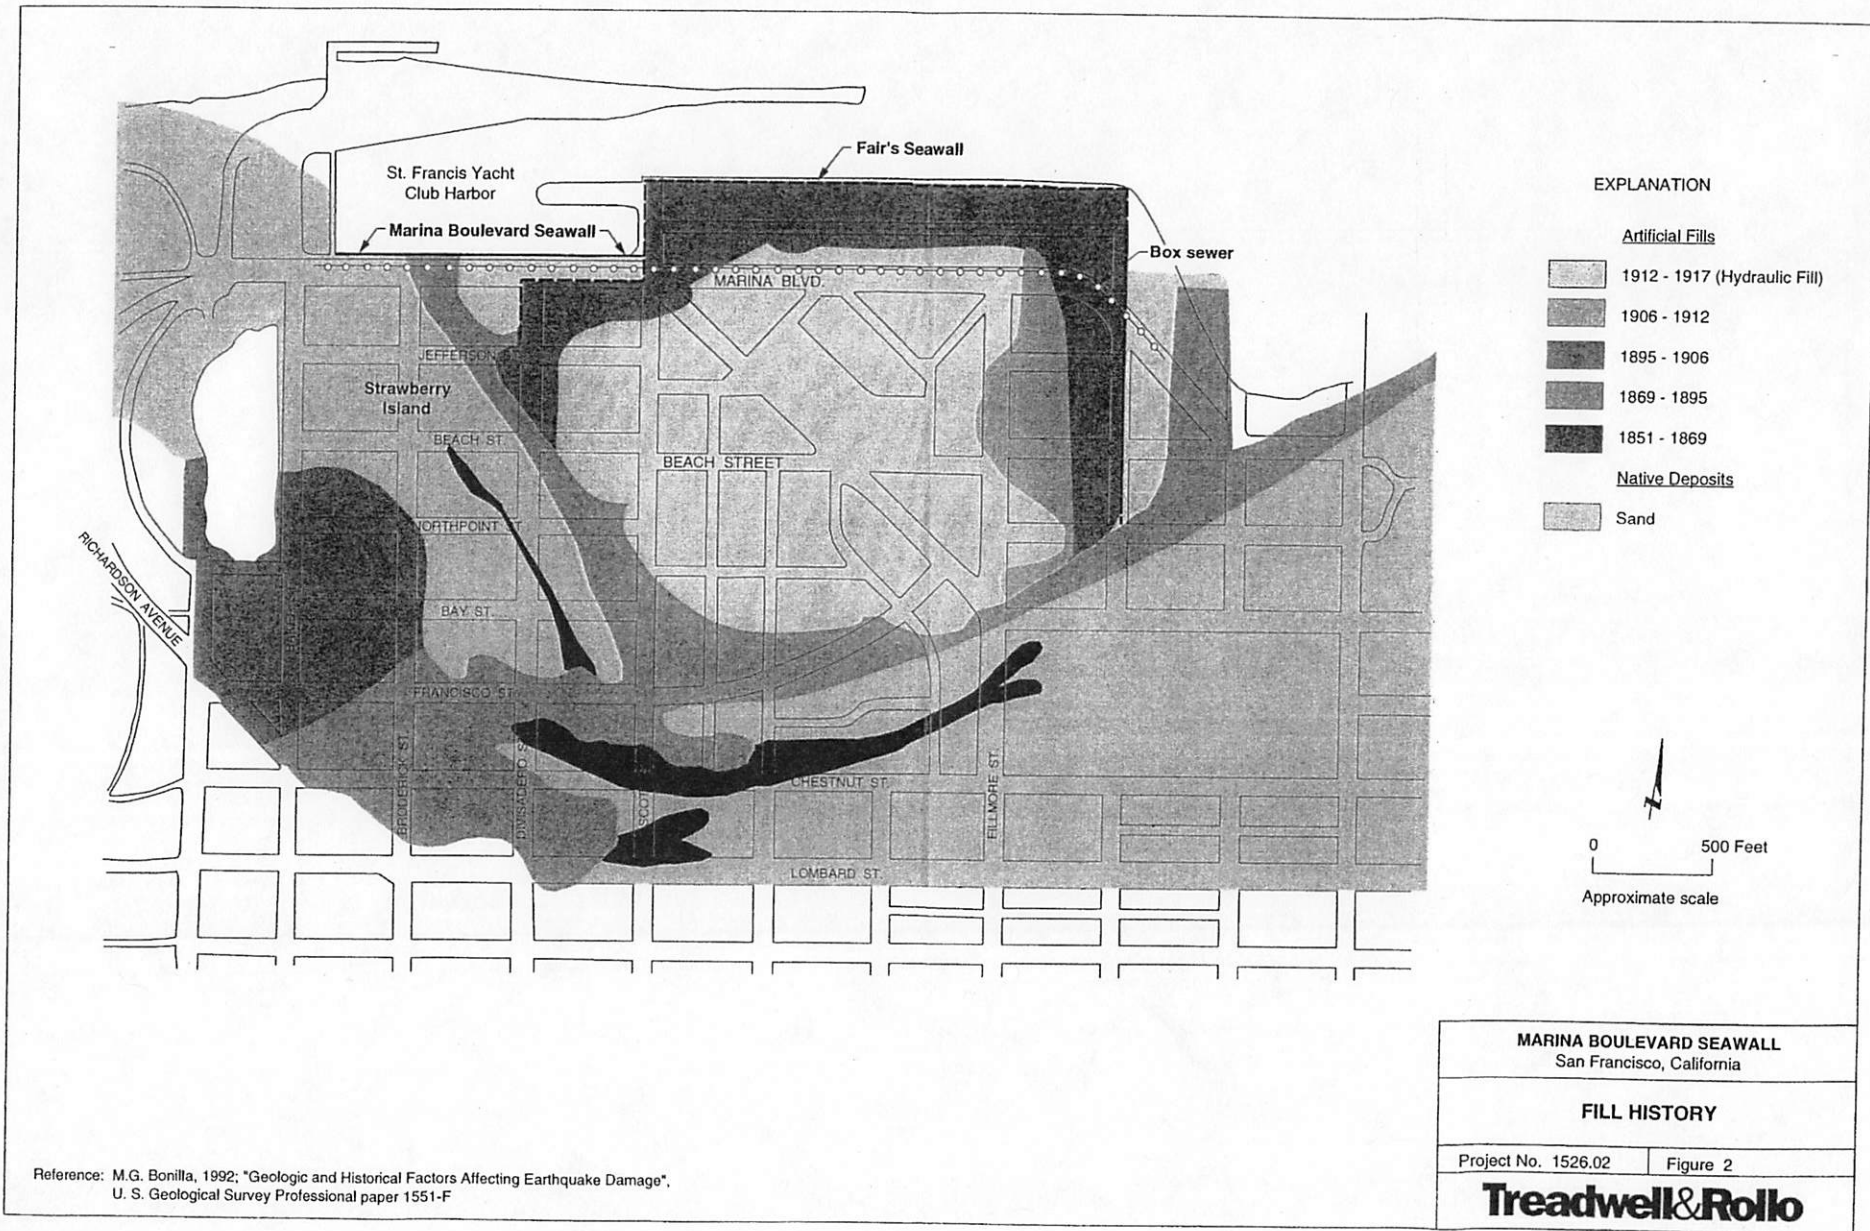 Fair's Seawall
St. Francis Yacht
Club Harbor
Marina Boulevard Seawall
Box sewer
MARINA BLVD.
JEFFERSON ST.
Strawberry
Island
BEACH ST.
BEACH STREET
NORTHPOINT ST.
RICHARDSON AVENUE
BAY ST.
FRANCISCO ST.
BRODERICK ST.
DIVISADERO S
SCOT
CHESTNUT ST.
FILLMORE ST.
LOMBARD ST.
EXPLANATION
Artificial Fills
1912 - 1917 (Hydraulic Fill)
1906 - 1912
1895 - 1906
1869 - 1895
1851 - 1869
Native Deposits
Sand
0 500 Feet
Approximate scale
MARINA BOULEVARD SEAWALL
San Francisco, California
FILL HISTORY
Project No. 1526.02 Figure 2
Treadwell&Rollo
Reference: M.G. Bonilla, 1992; "Geologic and Historical Factors Affecting Earthquake Damage",
U. S. Geological Survey Professional paper 1551-F